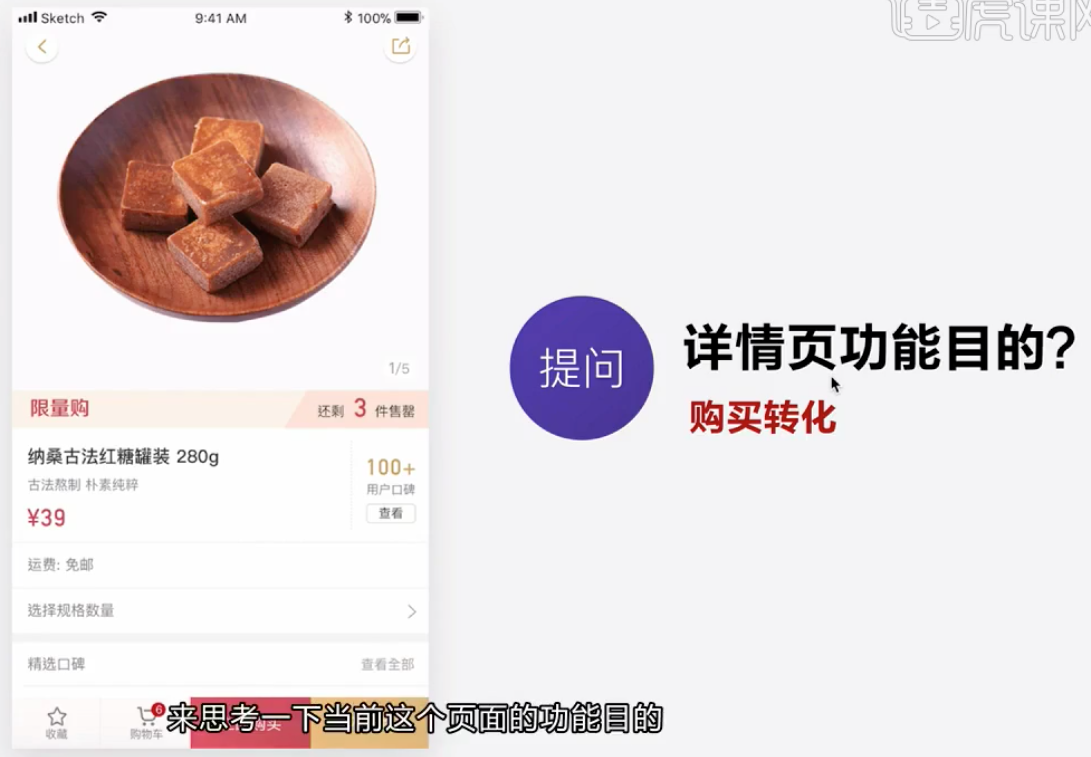 Sketch 9:41 AM 100%
虎课网
1/5
限量购
还剩 3 件售罄
纳桑古法红糖罐装 280g
古法熬制 朴素纯粹
¥39
100+
用户口碑
查看
运费: 免邮
选择规格数量
精选口碑
查看全部
收藏
6
购物车
购买
提问
详情页功能目的?
购买转化
来思考一下当前这个页面的功能目的